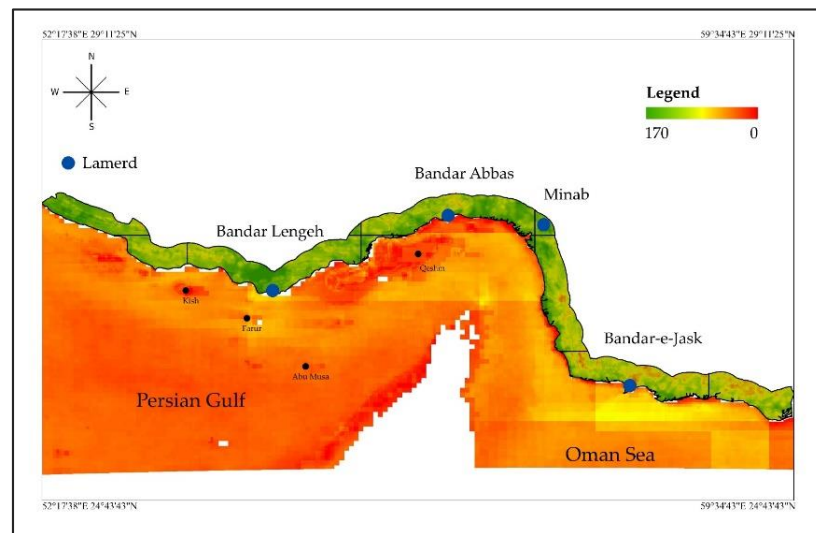 52°17'38"E 29°11'25"N
59°34'43"E 29°11'25"N
N
W
E
S
Legend
170
0
Lamerd
Bandar Abbas
Minab
Bandar Lengeh
Qeshm
Kish
Farur
Bandar-e-Jask
Abu Musa
Persian Gulf
Oman Sea
52°17'38"E 24°43'43"N
59°34'43"E 24°43'43"N